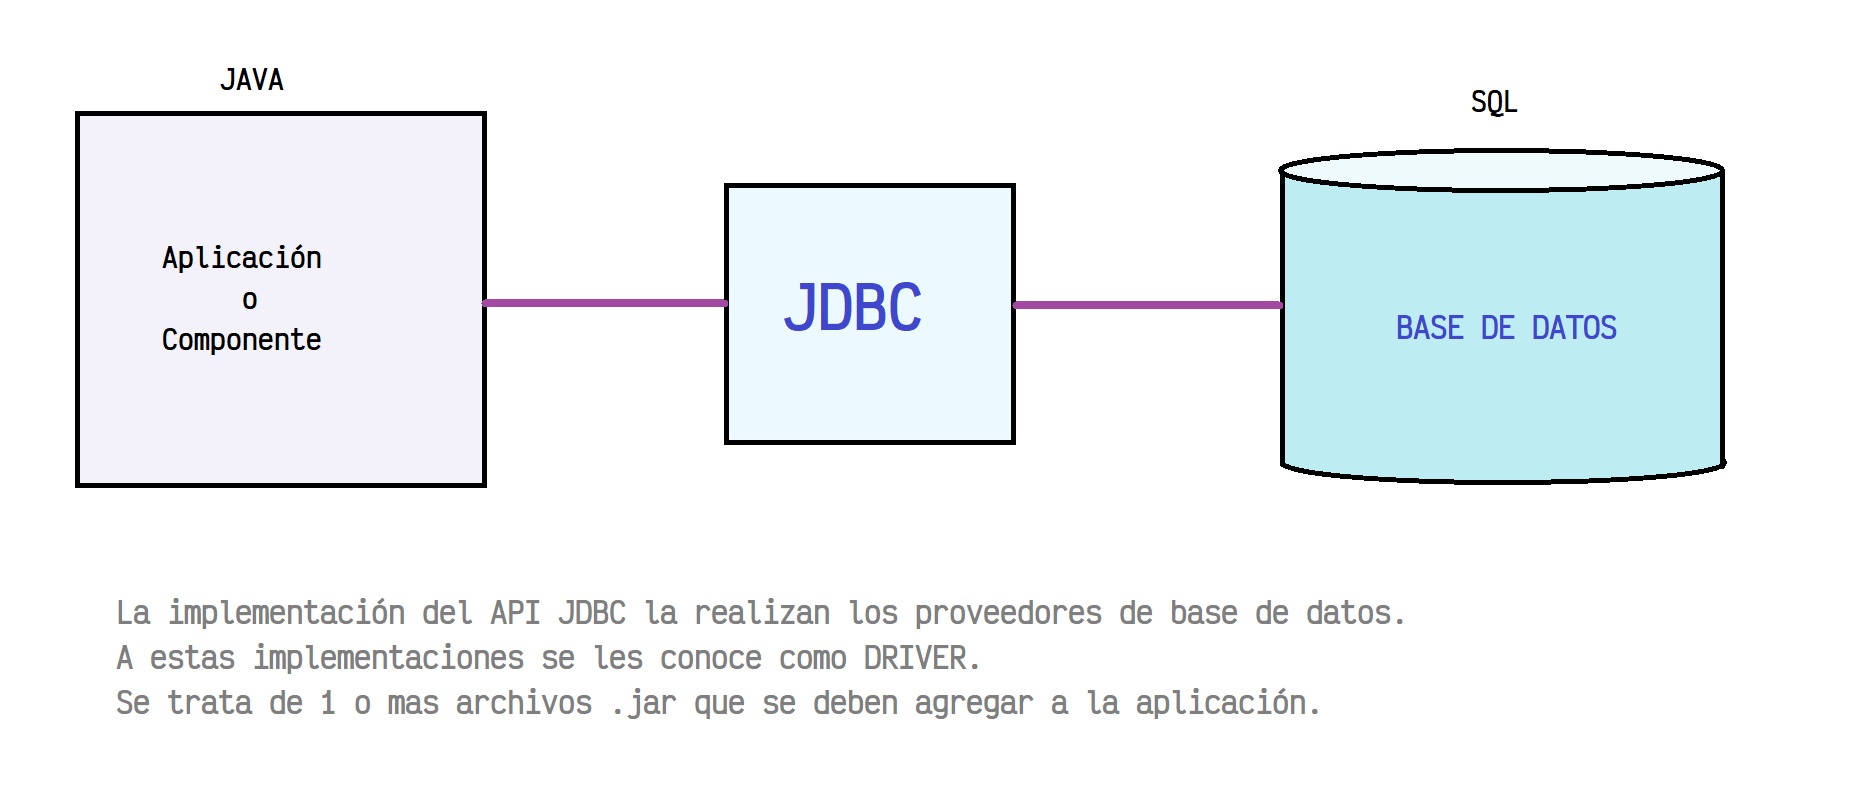 JAVA
SQL
Aplicación
o
Componente
JDBC
BASE DE DATOS
La implementación del API JDBC la realizan los proveedores de base de datos.
A estas implementaciones se les conoce como DRIVER.
Se trata de 1 o mas archivos .jar que se deben agregar a la aplicación.